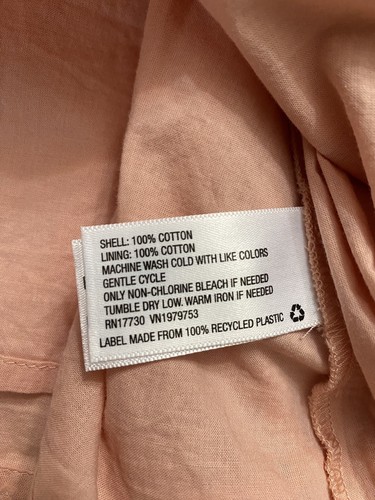 SHELL: 100% COTTON
LINING: 100% COTTON
MACHINE WASH COLD WITH LIKE COLORS
GENTLE CYCLE
ONLY NON-CHLORINE BLEACH IF NEEDED
TUMBLE DRY LOW. WARM IRON IF NEEDED
RN17730 VN1979753
LABEL MADE FROM 100% RECYCLED PLASTIC